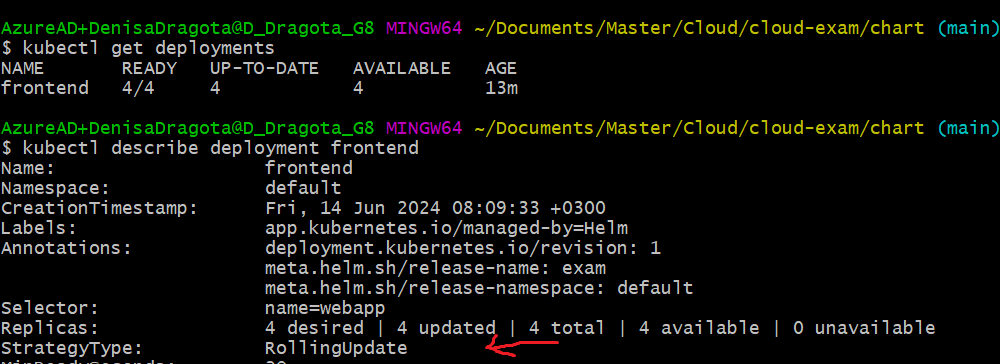 AzureAD+DenisaDragota@D_Dragota_G8 MINGW64 ~/Documents/Master/Cloud/cloud-exam/chart (main)
$ kubectl get deployments
NAME       READY   UP-TO-DATE   AVAILABLE   AGE
frontend   4/4     4            4           13m
AzureAD+DenisaDragota@D_Dragota_G8 MINGW64 ~/Documents/Master/Cloud/cloud-exam/chart (main)
$ kubectl describe deployment frontend
Name:                   frontend
Namespace:              default
CreationTimestamp:      Fri, 14 Jun 2024 08:09:33 +0300
Labels:                 app.kubernetes.io/managed-by=Helm
Annotations:            deployment.kubernetes.io/revision: 1
                        meta.helm.sh/release-name: exam
                        meta.helm.sh/release-namespace: default
Selector:               name=webapp
Replicas:               4 desired | 4 updated | 4 total | 4 available | 0 unavailable
StrategyType:           RollingUpdate